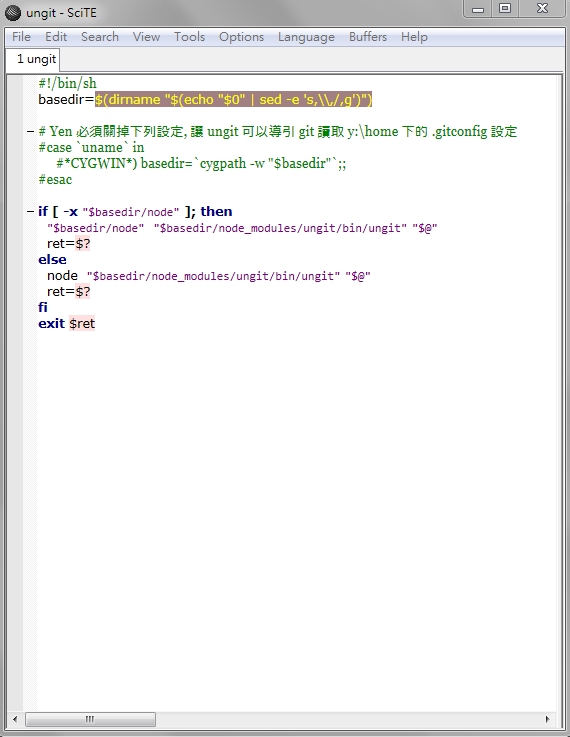 ungit - SciTE
File Edit Search View Tools Options Language Buffers Help
1 ungit
#!/bin/sh
basedir=$(dirname "$(echo "$0" | sed -e 's,\\,/,g')")
# Yen 必須關掉下列設定, 讓 ungit 可以導引 git 讀取 y:\home 下的 .gitconfig 設定
#case `uname` in
#*CYGWIN*) basedir=`cygpath -w "$basedir"`;;
#esac
if [ -x "$basedir/node" ]; then
"$basedir/node" "$basedir/node_modules/ungit/bin/ungit" "$@"
ret=$?
else
node "$basedir/node_modules/ungit/bin/ungit" "$@"
ret=$?
fi
exit $ret